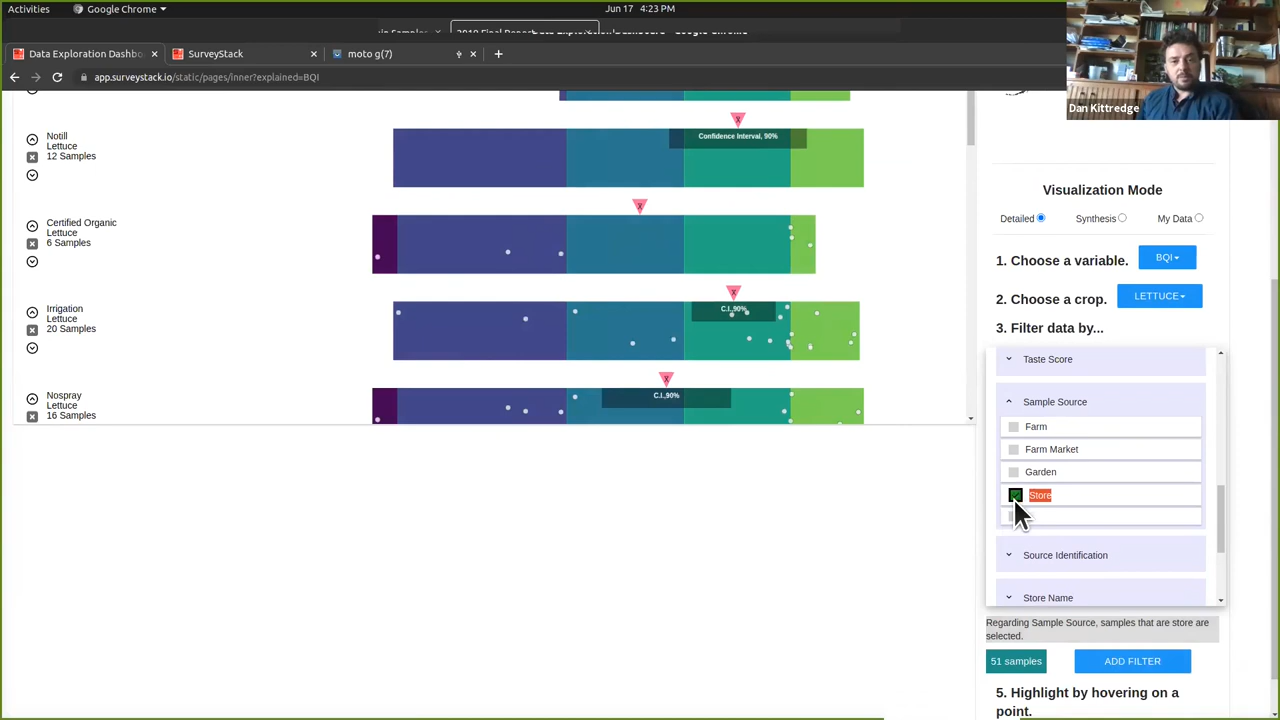 Activities
Google Chrome
Jun 17 4:23 PM
Data Exploration Dashbo
SurveyStack
moto g(7)
app.surveystack.io/static/pages/inner?explained=BQI
Dan Kittredge
Notill
Lettuce
12 Samples
X
Confidence Interval, 90%
Certified Organic
Lettuce
6 Samples
X
Irrigation
Lettuce
20 Samples
X
C.I.,90%
Nospray
Lettuce
16 Samples
X
C.I.,90%
Visualization Mode
Detailed
Synthesis
My Data
1. Choose a variable.
BQI
2. Choose a crop.
LETTUCE
3. Filter data by...
Taste Score
Sample Source
Farm
Farm Market
Garden
Store
Source Identification
Store Name
Regarding Sample Source, samples that are store are
selected.
51 samples
ADD FILTER
5. Highlight by hovering on a
point.